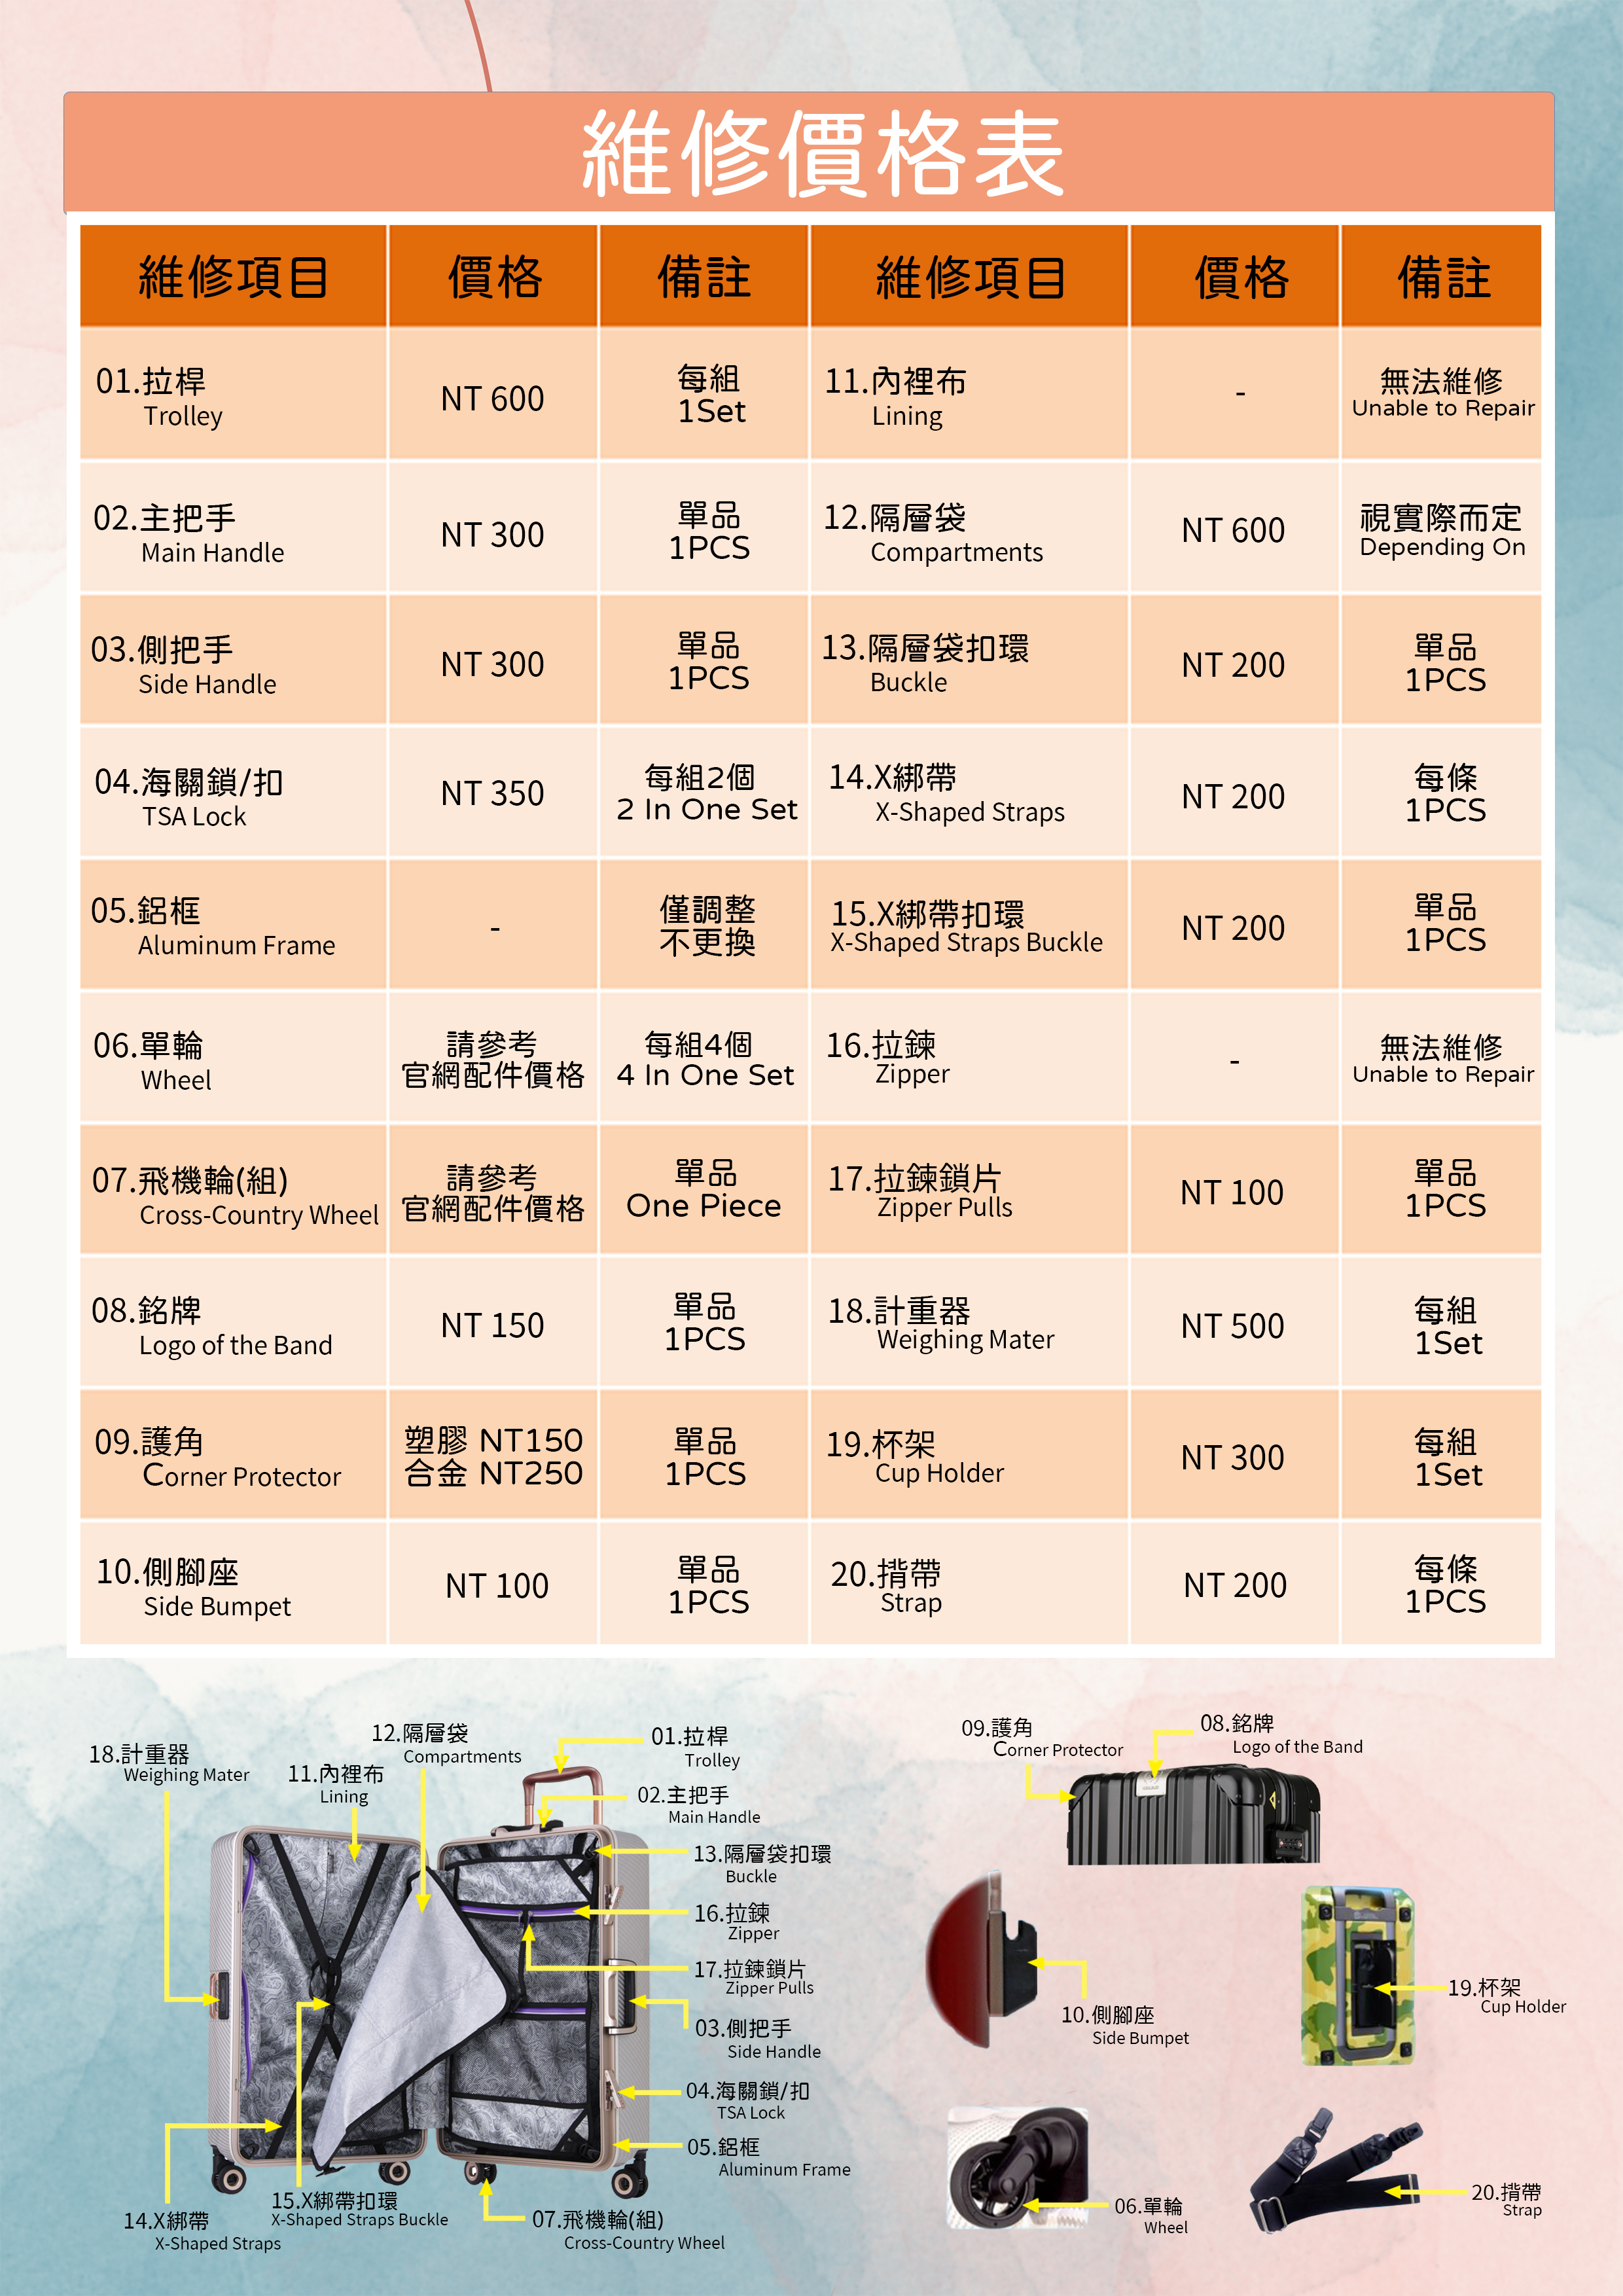 維修價格表
維修項目 價格 備註 維修項目 價格 備註
01.拉桿
Trolley
NT 600
每組
1Set
11.內裡布
Lining
-
無法維修
Unable to Repair
02.主把手
Main Handle
NT 300
單品
1PCS
12.隔層袋
Compartments
NT 600
視實際而定
Depending On
03.側把手
Side Handle
NT 300
單品
1PCS
13.隔層袋扣環
Buckle
NT 200
單品
1PCS
04.海關鎖/扣
TSA Lock
NT 350
每組2個
2 In One Set
14.X綁帶
X-Shaped Straps
NT 200
每條
1PCS
05.鋁框
Aluminum Frame
-
僅調整
不更換
15.X綁帶扣環
X-Shaped Straps Buckle
NT 200
單品
1PCS
06.單輪
Wheel
請參考
官網配件價格
每組4個
4 In One Set
16.拉鍊
Zipper
-
無法維修
Unable to Repair
07.飛機輪(組)
Cross-Country Wheel
請參考
官網配件價格
單品
One Piece
17.拉鍊鎖片
Zipper Pulls
NT 100
單品
1PCS
08.銘牌
Logo of the Band
NT 150
單品
1PCS
18.計重器
Weighing Mater
NT 500
每組
1Set
09.護角
Corner Protector
塑膠 NT150
合金 NT250
單品
1PCS
19.杯架
Cup Holder
NT 300
每組
1Set
10.側腳座
Side Bumpet
NT 100
單品
1PCS
20.揹帶
Strap
NT 200
每條
1PCS
18.計重器
Weighing Mater
11.內裡布
Lining
12.隔層袋
Compartments
01.拉桿
Trolley
02.主把手
Main Handle
13.隔層袋扣環
Buckle
16.拉鍊
Zipper
17.拉鍊鎖片
Zipper Pulls
03.側把手
Side Handle
04.海關鎖/扣
TSA Lock
05.鋁框
Aluminum Frame
14.X綁帶
X-Shaped Straps
15.X綁帶扣環
X-Shaped Straps Buckle
07.飛機輪(組)
Cross-Country Wheel
09.護角
Corner Protector
08.銘牌
Logo of the Band
10.側腳座
Side Bumpet
19.杯架
Cup Holder
06.單輪
Wheel
20.揹帶
Strap